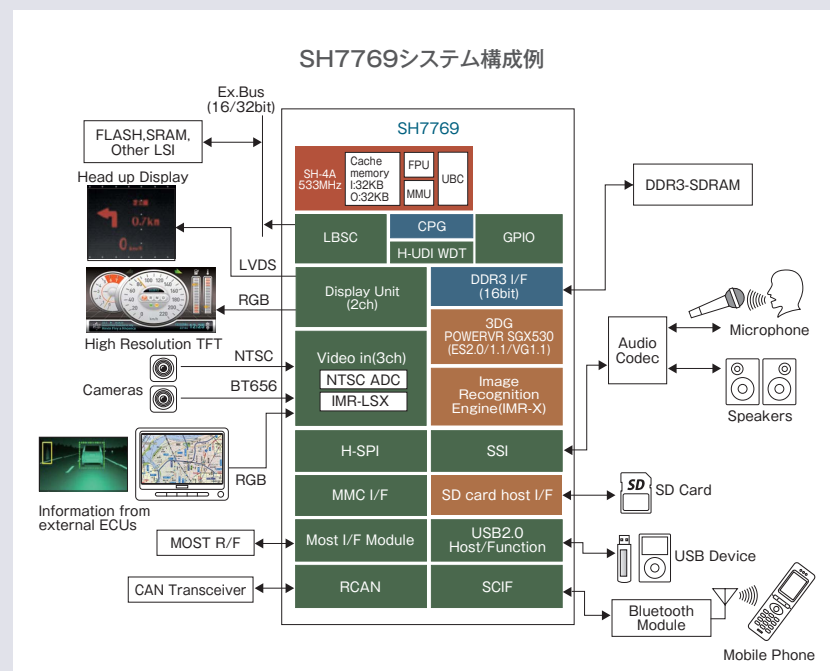 SH7769システム構成例
Ex.Bus
(16/32bit)
FLASH,SRAM,
Other LSI
Head up Display
SH7769
SH-4A
533MHz
Cache
memory
I:32KB
O:32KB
FPU
MMU
UBC
DDR3-SDRAM
LBSC
CPG
H-UDI WDT
GPIO
LVDS
RGB
Display Unit
(2ch)
DDR3 I/F
(16bit)
High Resolution TFT
3DG
POWERVR SGX530
(ES2.0/1.1/VG1.1)
Microphone
Audio
Codec
NTSC
Cameras
BT656
Video in(3ch)
NTSC ADC
IMR-LSX
Image
Recognition
Engine(IMR-X)
Speakers
RGB
H-SPI
SSI
Information from
external ECUs
MMC I/F
SD card host I/F
SD
SD Card
MOST R/F
Most I/F Module
USB2.0
Host/Function
USB Device
CAN Transceiver
RCAN
SCIF
Bluetooth
Module
Mobile Phone